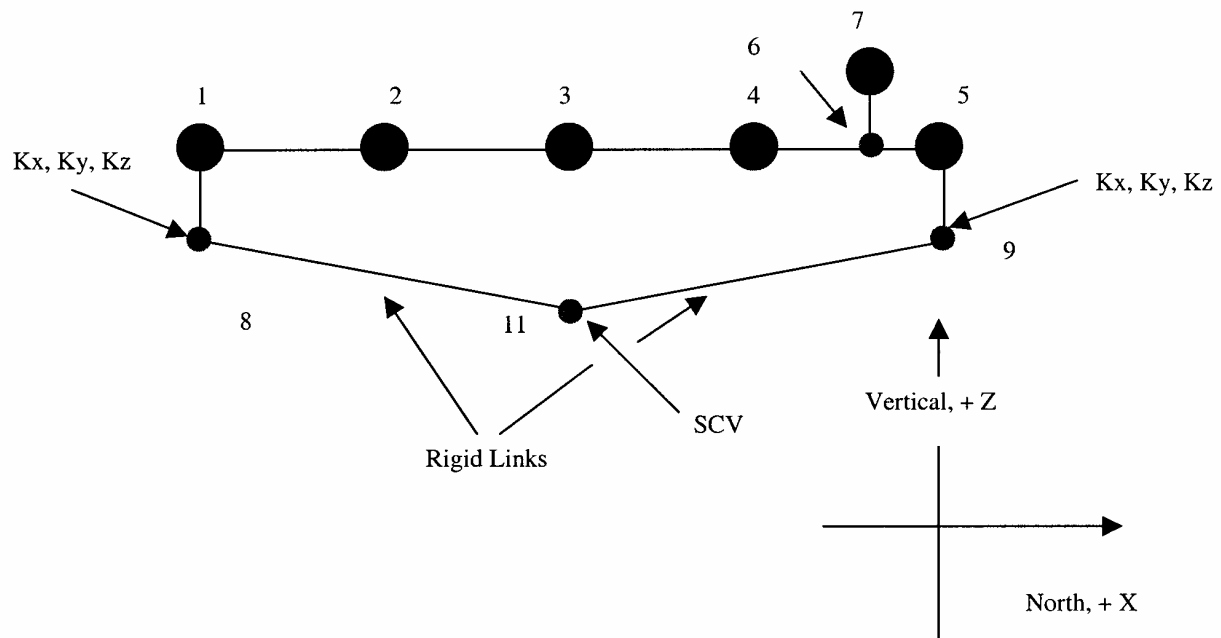 7
6
1
2
3
4
5
Kx, Ky, Kz
Kx, Ky, Kz
9
8
11
Vertical, + Z
SCV
Rigid Links
North, + X